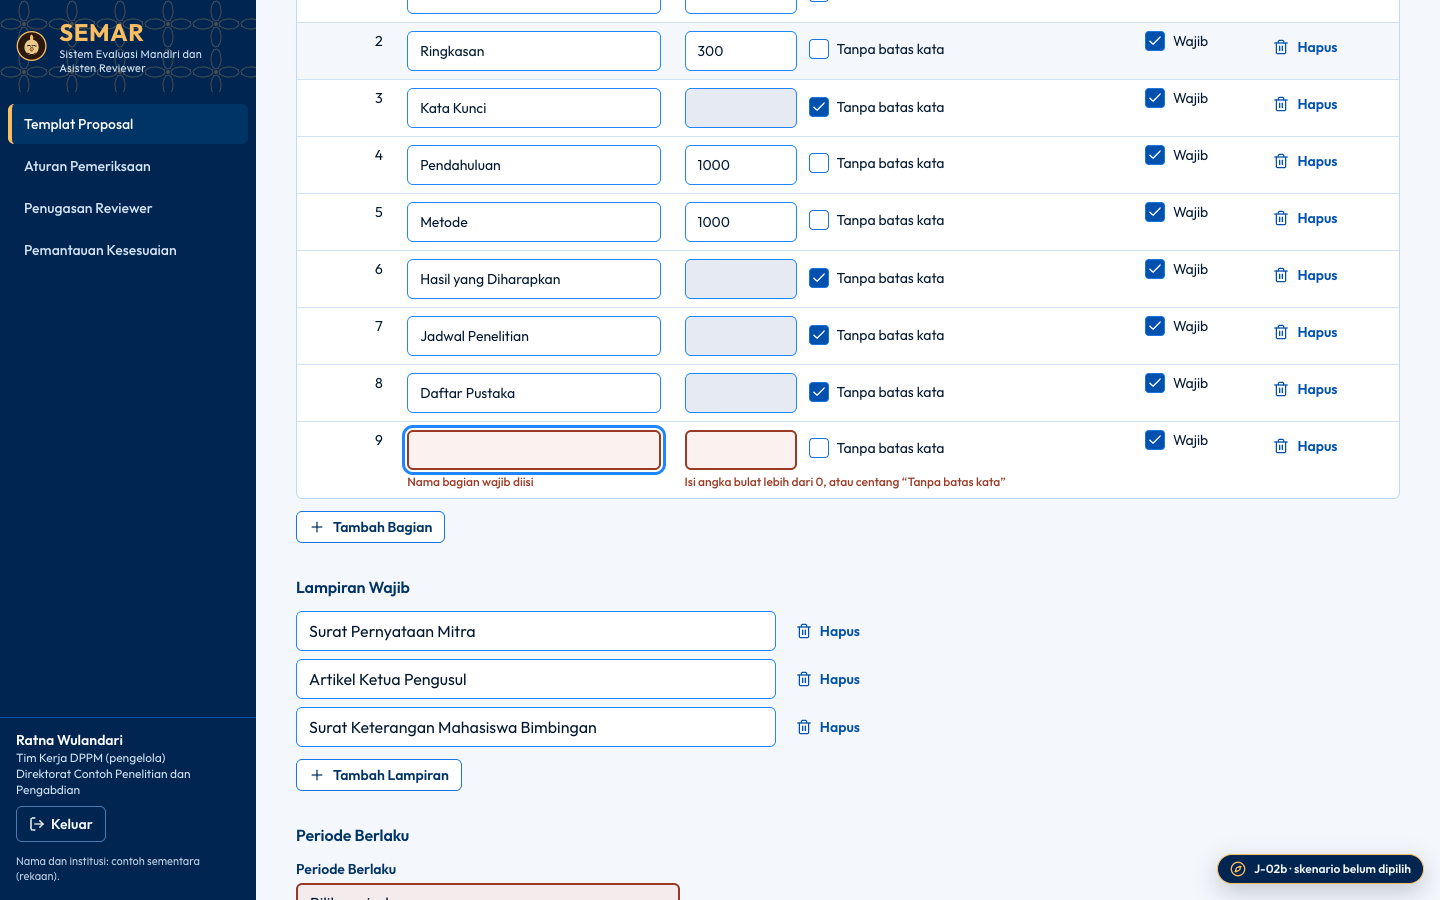 SEMAR
Sistem Evaluasi Mandiri dan
Asisten Reviewer
Templat Proposal
Aturan Pemeriksaan
Penugasan Reviewer
Pemantauan Kesesuaian
Ratna Wulandari
Tim Kerja DPPM (pengelola)
Direktorat Contoh Penelitian dan
Pengabdian
Keluar
Nama dan institusi: contoh sementara
(rekaan).
2 Ringkasan 300 Tanpa batas kata Wajib Hapus
3 Kata Kunci Tanpa batas kata Wajib Hapus
4 Pendahuluan 1000 Tanpa batas kata Wajib Hapus
5 Metode 1000 Tanpa batas kata Wajib Hapus
6 Hasil yang Diharapkan Tanpa batas kata Wajib Hapus
7 Jadwal Penelitian Tanpa batas kata Wajib Hapus
8 Daftar Pustaka Tanpa batas kata Wajib Hapus
9 Tanpa batas kata Wajib Hapus
Nama bagian wajib diisi Isi angka bulat lebih dari 0, atau centang “Tanpa batas kata”
Tambah Bagian
Lampiran Wajib
Surat Pernyataan Mitra Hapus
Artikel Ketua Pengusul Hapus
Surat Keterangan Mahasiswa Bimbingan Hapus
Tambah Lampiran
Periode Berlaku
Periode Berlaku
J-02b · skenario belum dipilih